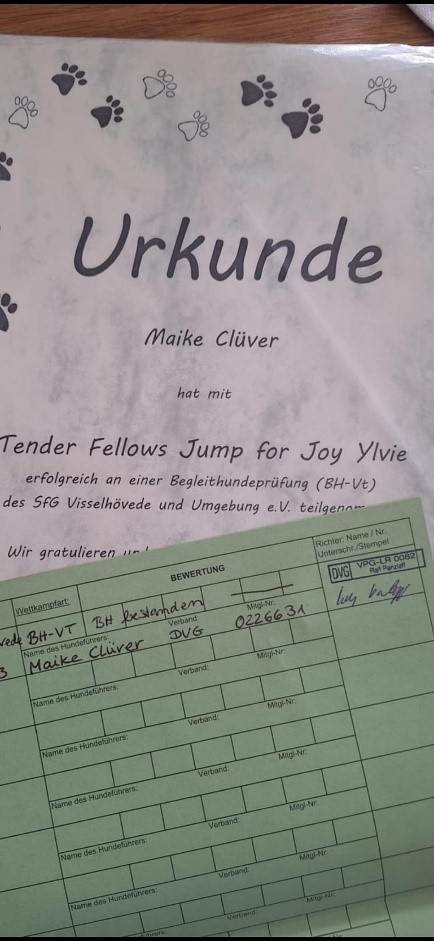 Urkunde
Maike Clüver
hat mit
Tender Fellows Jump for Joy Ylvie
erfolgreich an einer Begleithundeprüfung (BH-Vt)
des SfG Visselhövede und Umgebung e.V.
Wir gratulieren
Richter: Name / Nr.
Unterschr./Stempel
BEWERTUNG
DVG VPG-LR 0082
Wettkampfart:
BH-VT BH bestanden
Name des Hundeführers: Verband: Mitgl-Nr:
Maike Clüver DVG 0226631
Name des Hundeführers: Verband: Mitgl-Nr:
Name des Hundeführers: Verband: Mitgl-Nr:
Name des Hundeführers: Verband: Mitgl-Nr:
Name des Hundeführers: Verband: Mitgl-Nr:
Name des Hundeführers: Verband: Mitgl-Nr: